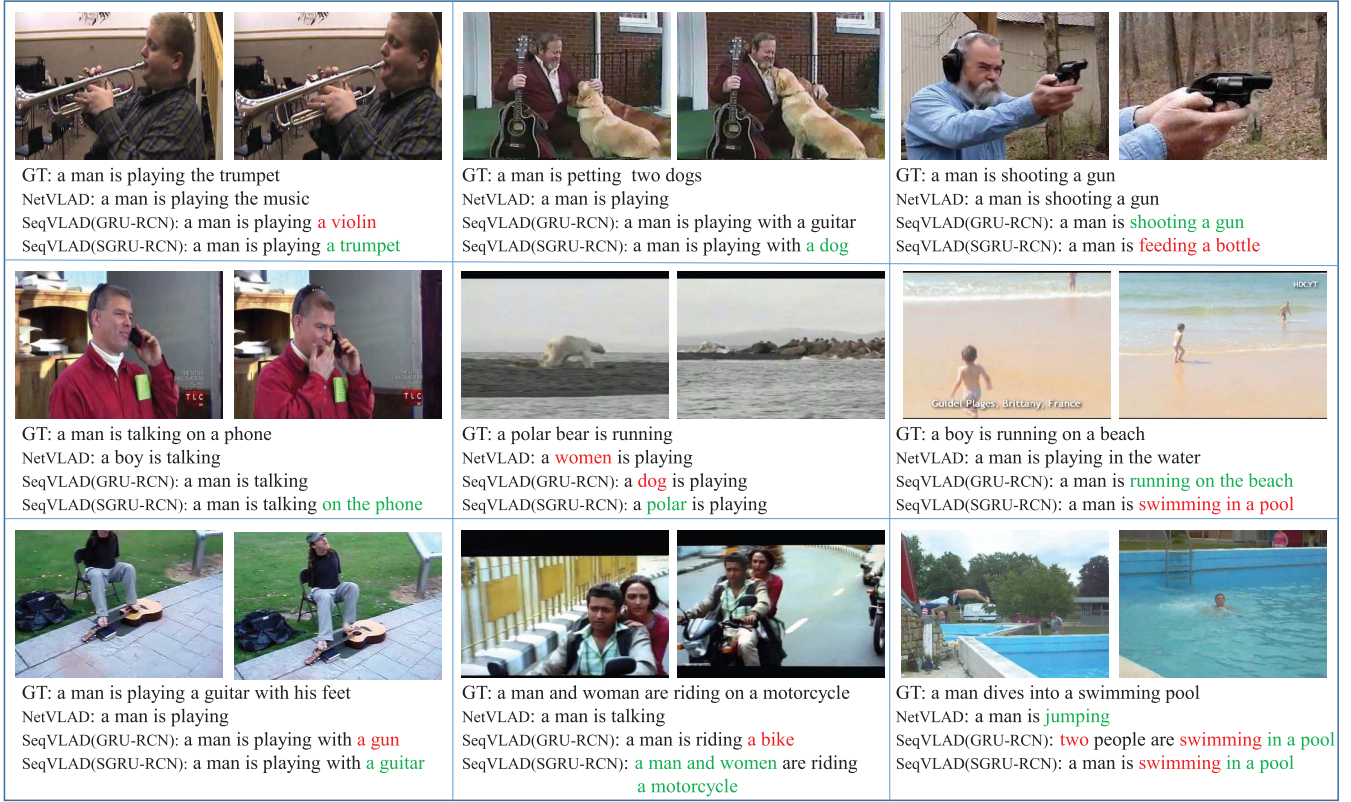 GT: a man is playing the trumpet
NetVLAD: a man is playing the music
SeqVLAD(GRU-RCN): a man is playing a violin
SeqVLAD(SGRU-RCN): a man is playing a trumpet
GT: a man is petting two dogs
NetVLAD: a man is playing
SeqVLAD(GRU-RCN): a man is playing with a guitar
SeqVLAD(SGRU-RCN): a man is playing with a dog
GT: a man is shooting a gun
NetVLAD: a man is shooting a gun
SeqVLAD(GRU-RCN): a man is shooting a gun
SeqVLAD(SGRU-RCN): a man is feeding a bottle
TLC
TLC
GT: a man is talking on a phone
NetVLAD: a boy is talking
SeqVLAD(GRU-RCN): a man is talking
SeqVLAD(SGRU-RCN): a man is talking on the phone
GT: a polar bear is running
NetVLAD: a women is playing
SeqVLAD(GRU-RCN): a dog is playing
SeqVLAD(SGRU-RCN): a polar is playing
Guidel Plages, Brittany, France
HDCYT
GT: a boy is running on a beach
NetVLAD: a man is playing in the water
SeqVLAD(GRU-RCN): a man is running on the beach
SeqVLAD(SGRU-RCN): a man is swimming in a pool
GT: a man is playing a guitar with his feet
NetVLAD: a man is playing
SeqVLAD(GRU-RCN): a man is playing with a gun
SeqVLAD(SGRU-RCN): a man is playing with a guitar
GT: a man and woman are riding on a motorcycle
NetVLAD: a man is talking
SeqVLAD(GRU-RCN): a man is riding a bike
SeqVLAD(SGRU-RCN): a man and women are riding
a motorcycle
GT: a man dives into a swimming pool
NetVLAD: a man is jumping
SeqVLAD(GRU-RCN): two people are swimming in a pool
SeqVLAD(SGRU-RCN): a man is swimming in a pool